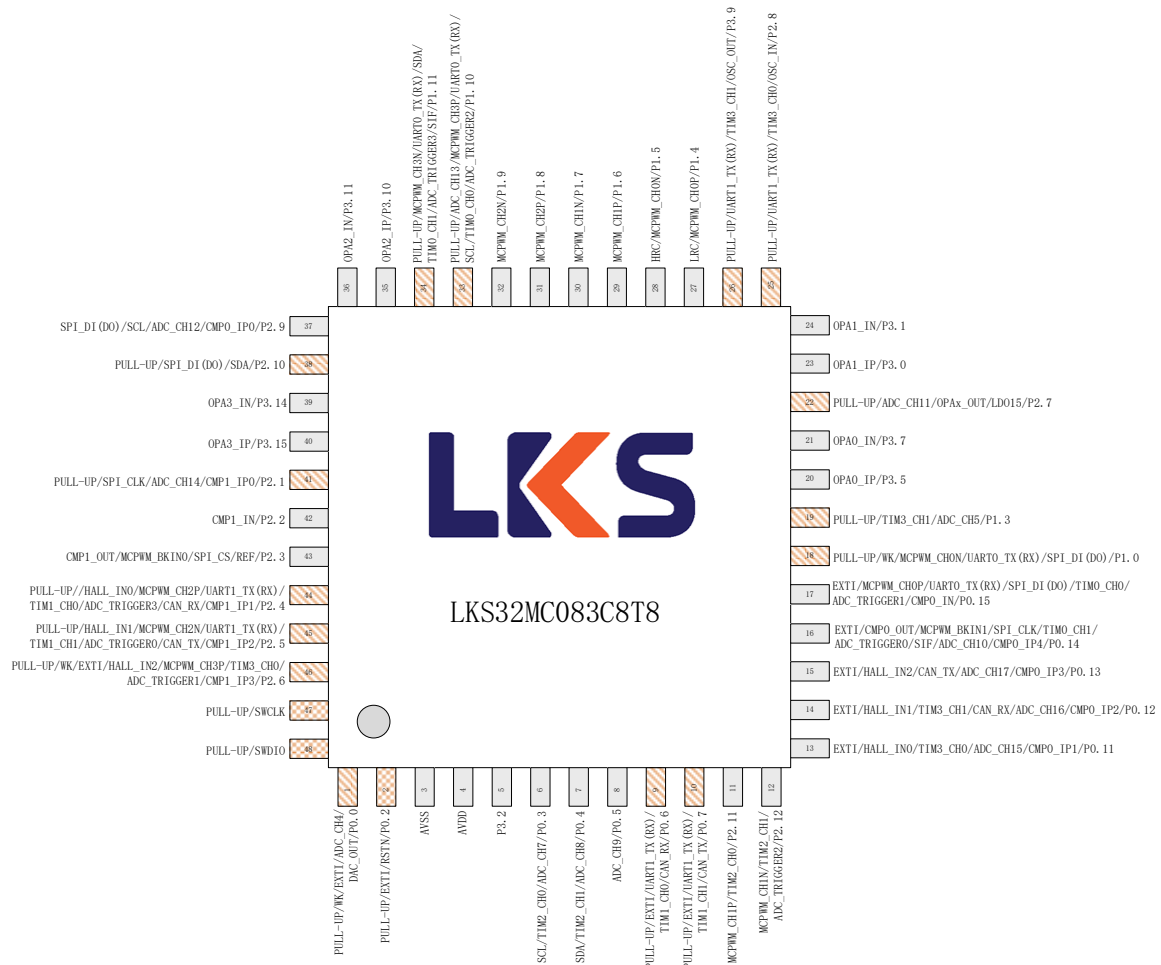 OPA2_IN/P3.11
OPA2_IP/P3.10
PULL-UP/MCPWM_CH3N/UART0_TX(RX)/SDA/
TIM0_CH1/ADC_TRIGGER3/SIF/P1.11
PULL-UP/ADC_CH13/MCPWM_CH3P/UART0_TX(RX)/
SCL/TIM0_CH0/ADC_TRIGGER2/P1.10
MCPWM_CH2N/P1.9
MCPWM_CH2P/P1.8
MCPWM_CH1N/P1.7
MCPWM_CH1P/P1.6
HRC/MCPWM_CH0N/P1.5
LRC/MCPWM_CH0P/P1.4
PULL-UP/UART1_TX(RX)/TIM3_CH1/OSC_OUT/P3.9
PULL-UP/UART1_TX(RX)/TIM3_CH0/OSC_IN/P2.8
36
35
34
33
32
31
30
29
28
27
26
25
SPI_DI(DO)/SCL/ADC_CH12/CMP0_IP0/P2.9
37
PULL-UP/SPI_DI(DO)/SDA/P2.10
38
OPA3_IN/P3.14
39
OPA3_IP/P3.15
40
PULL-UP/SPI_CLK/ADC_CH14/CMP1_IP0/P2.1
41
CMP1_IN/P2.2
42
CMP1_OUT/MCPWM_BKIN0/SPI_CS/REF/P2.3
43
PULL-UP//HALL_IN0/MCPWM_CH2P/UART1_TX(RX)/
TIM1_CH0/ADC_TRIGGER3/CAN_RX/CMP1_IP1/P2.4
44
PULL-UP/HALL_IN1/MCPWM_CH2N/UART1_TX(RX)/
TIM1_CH1/ADC_TRIGGER0/CAN_TX/CMP1_IP2/P2.5
45
PULL-UP/WK/EXTI/HALL_IN2/MCPWM_CH3P/TIM3_CH0/
ADC_TRIGGER1/CMP1_IP3/P2.6
46
PULL-UP/SWCLK
47
PULL-UP/SWDIO
48
LKS
LKS32MC083C8T8
24
OPA1_IN/P3.1
23
OPA1_IP/P3.0
22
PULL-UP/ADC_CH11/OPAx_OUT/LDO15/P2.7
21
OPA0_IN/P3.7
20
OPA0_IP/P3.5
19
PULL-UP/TIM3_CH1/ADC_CH5/P1.3
18
PULL-UP/WK/MCPWM_CH0N/UART0_TX(RX)/SPI_DI(DO)/P1.0
17
EXTI/MCPWM_CH0P/UART0_TX(RX)/SPI_DI(DO)/TIM0_CH0/
ADC_TRIGGER1/CMP0_IN/P0.15
16
EXTI/CMP0_OUT/MCPWM_BKIN1/SPI_CLK/TIM0_CH1/
ADC_TRIGGER0/SIF/ADC_CH10/CMP0_IP4/P0.14
15
EXTI/HALL_IN2/CAN_TX/ADC_CH17/CMP0_IP3/P0.13
14
EXTI/HALL_IN1/TIM3_CH1/CAN_RX/ADC_CH16/CMP0_IP2/P0.12
13
EXTI/HALL_IN0/TIM3_CH0/ADC_CH15/CMP0_IP1/P0.11
1
2
3
4
5
6
7
8
9
10
11
12
PULL-UP/WK/EXTI/ADC_CH4/
DAC_OUT/P0.0
PULL-UP/EXTI/RSTN/P0.2
AVSS
AVDD
P3.2
SCL/TIM2_CH0/ADC_CH7/P0.3
SDA/TIM2_CH1/ADC_CH8/P0.4
ADC_CH9/P0.5
PULL-UP/EXTI/UART1_TX(RX)/
TIM1_CH0/CAN_RX/P0.6
PULL-UP/EXTI/UART1_TX(RX)/
TIM1_CH1/CAN_TX/P0.7
MCPWM_CH1P/TIM2_CH0/P2.11
MCPWM_CH1N/TIM2_CH1/
ADC_TRIGGER2/P2.12